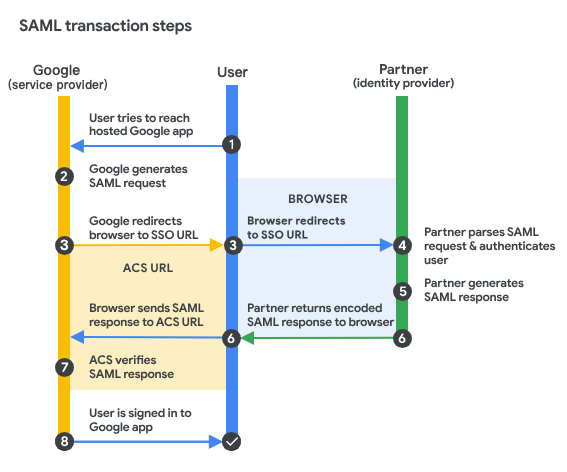 SAML transaction steps
Google
(service provider)
User
Partner
(identity provider)
User tries to reach
hosted Google app
1
2
Google generates
SAML request
BROWSER
Google redirects
browser to SSO URL
Browser redirects
to SSO URL
3
3
4
Partner parses SAML
request & authenticates
user
ACS URL
5
Partner generates
SAML response
Browser sends SAML
response to ACS URL
Partner returns encoded
SAML response to browser
6
6
7
ACS verifies
SAML response
User is signed in to
Google app
8